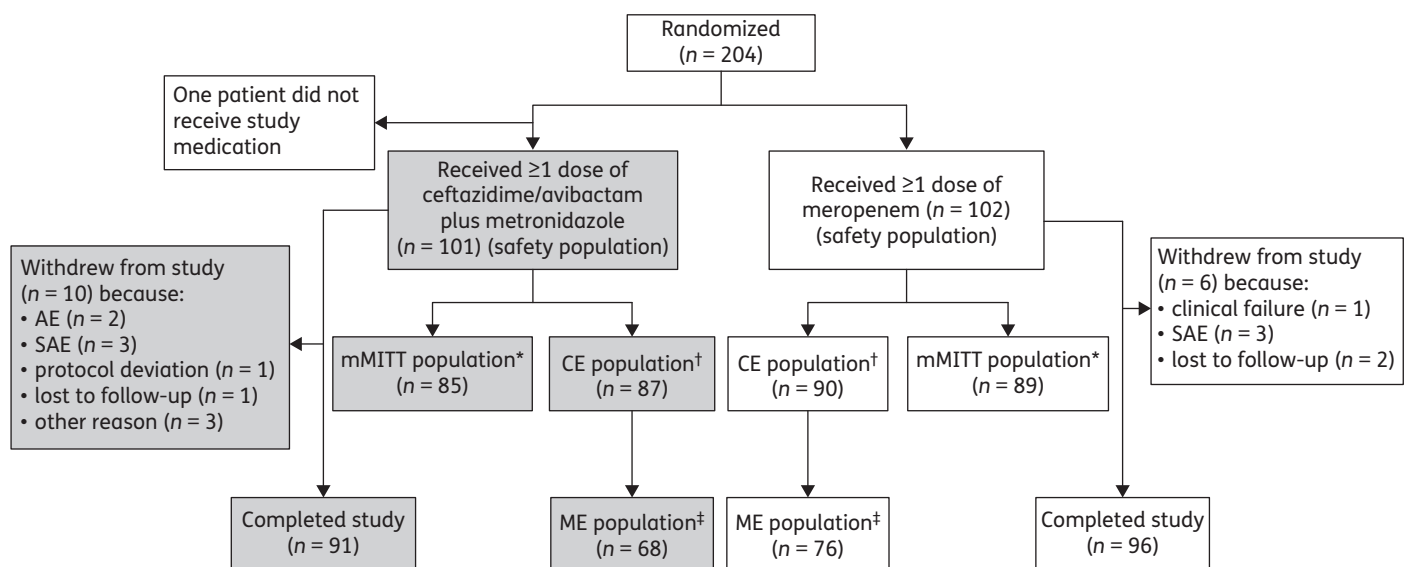 Randomized
(n = 204)
One patient did not
receive study
medication
Received ≥1 dose of
ceftazidime/avibactam
plus metronidazole
(n = 101) (safety population)
Received ≥1 dose of
meropenem (n = 102)
(safety population)
Withdrew from study
(n = 10) because:
• AE (n = 2)
• SAE (n = 3)
• protocol deviation (n = 1)
• lost to follow-up (n = 1)
• other reason (n = 3)
Withdrew from study
(n = 6) because:
• clinical failure (n = 1)
• SAE (n = 3)
• lost to follow-up (n = 2)
mMITT population*
(n = 85)
CE population†
(n = 87)
CE population†
(n = 90)
mMITT population*
(n = 89)
Completed study
(n = 91)
ME population‡
(n = 68)
ME population‡
(n = 76)
Completed study
(n = 96)